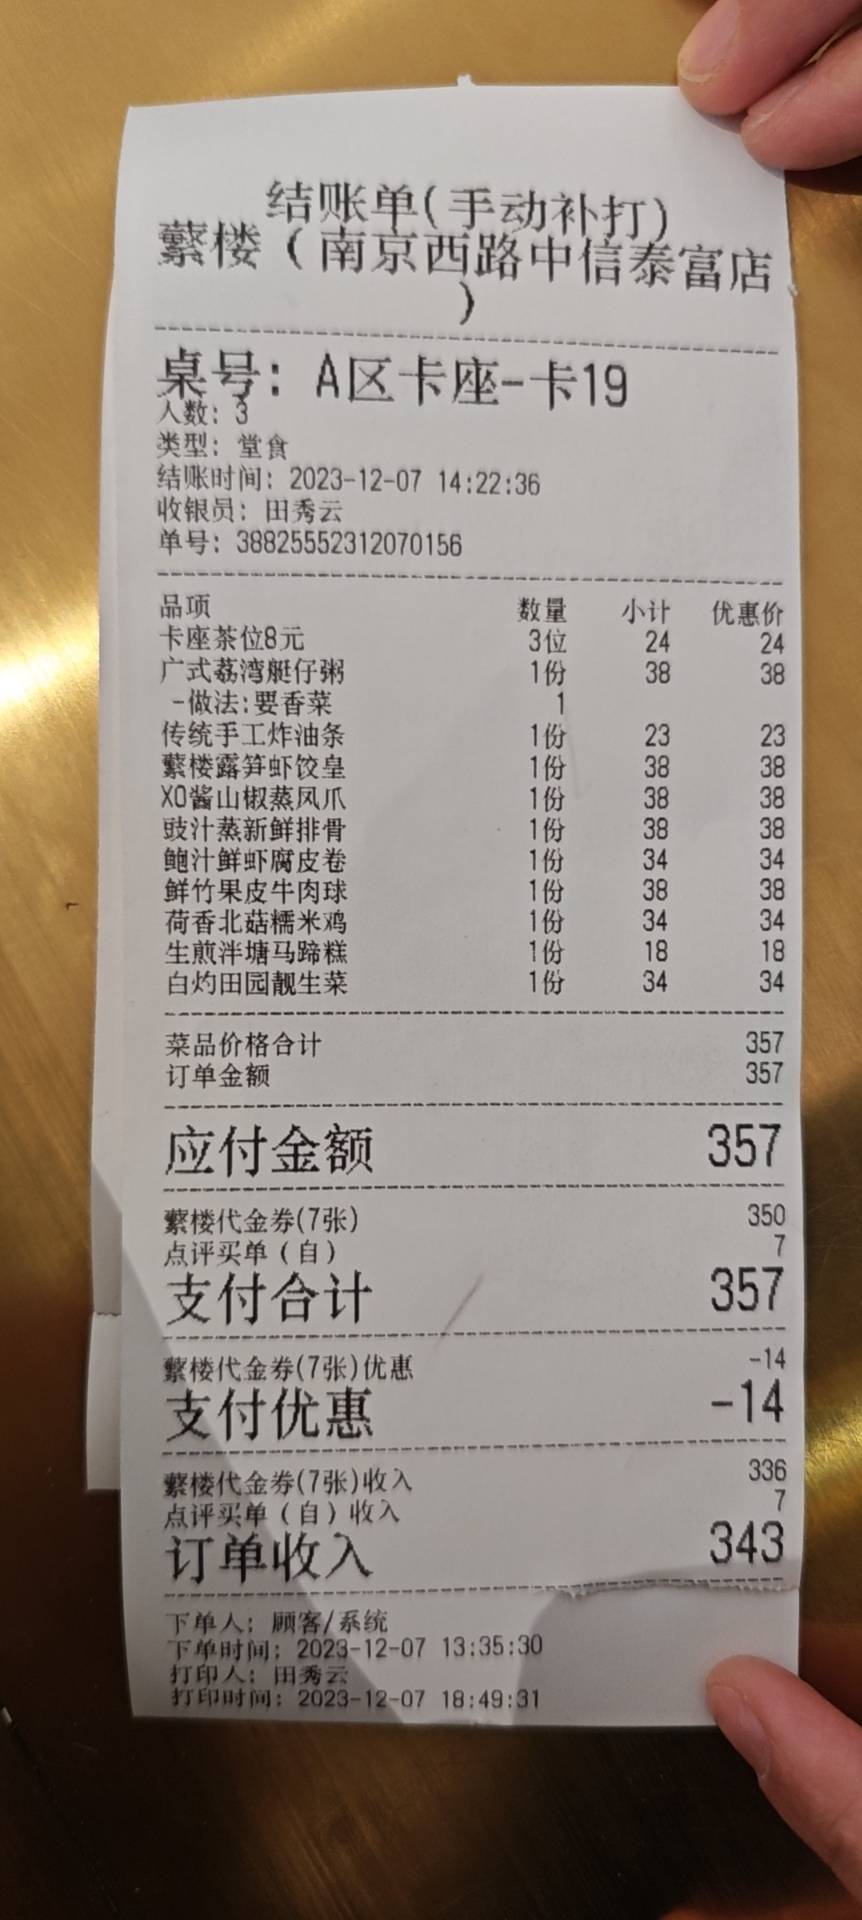 结账单(手动补打)
蘩楼（南京西路中信泰富店
）
桌号: A区卡座-卡19
人数: 3
类型: 堂食
结账时间: 2023-12-07 14:22:36
收银员: 田秀云
单号: 38825552312070156
品项 数量 小计 优惠价
卡座茶位8元 3位 24 24
广式荔湾艇仔粥 1份 38 38
-做法:要香菜 1
传统手工炸油条 1份 23 23
蘩楼露笋虾饺皇 1份 38 38
XO酱山椒蒸凤爪 1份 38 38
豉汁蒸新鲜排骨 1份 38 38
鲍汁鲜虾腐皮卷 1份 34 34
鲜竹果皮牛肉球 1份 38 38
荷香北菇糯米鸡 1份 34 34
生煎泮塘马蹄糕 1份 18 18
白灼田园靓生菜 1份 34 34
菜品价格合计 357
订单金额 357
应付金额 357
蘩楼代金券(7张) 350
点评买单（自） 7
支付合计 357
蘩楼代金券(7张)优惠 -14
支付优惠 -14
蘩楼代金券(7张)收入 336
点评买单（自）收入 7
订单收入 343
下单人: 顾客/系统
下单时间: 2023-12-07 13:35:30
打印人: 田秀云
打印时间: 2023-12-07 18:49:31